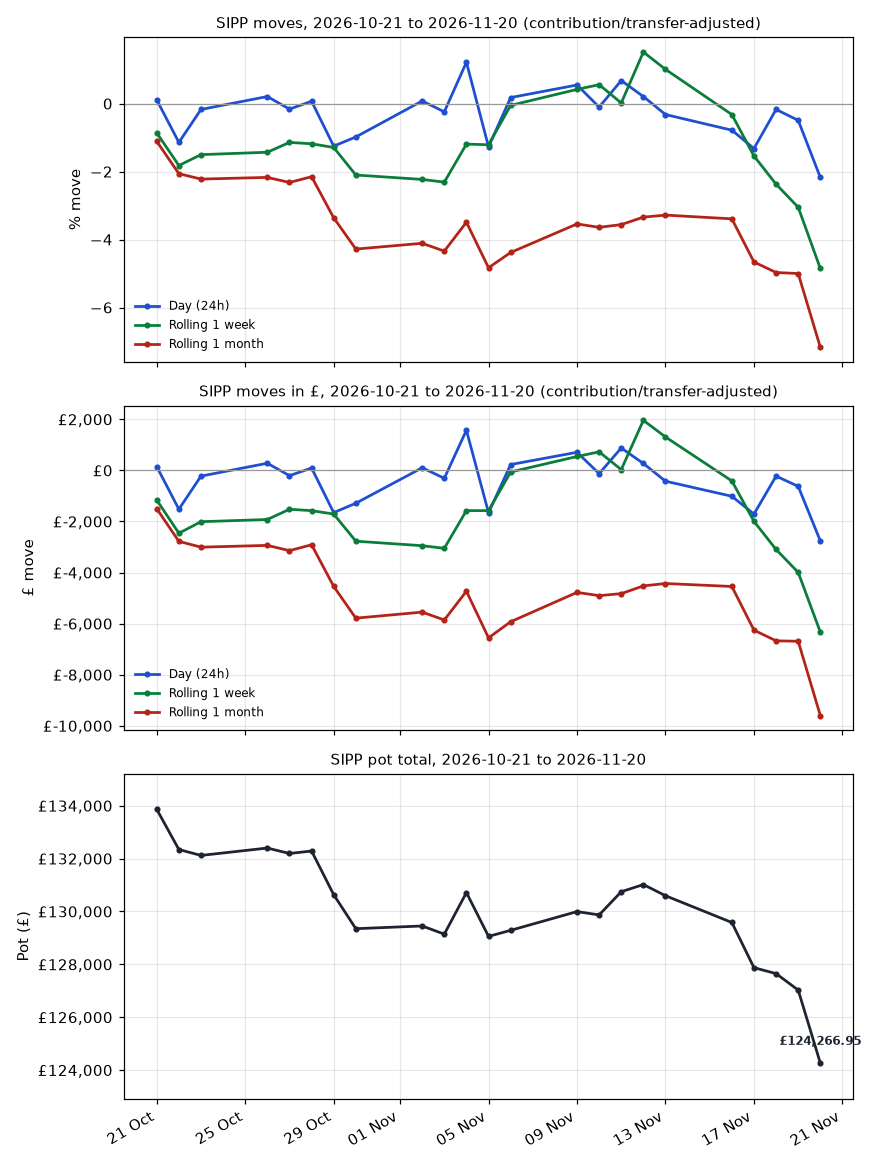 SIPP moves, 2026-10-21 to 2026-11-20 (contribution/transfer-adjusted)
% move
0
−2
−4
−6
Day (24h)
Rolling 1 week
Rolling 1 month
SIPP moves in £, 2026-10-21 to 2026-11-20 (contribution/transfer-adjusted)
£ move
£2,000
£0
£-2,000
£-4,000
£-6,000
£-8,000
£-10,000
Day (24h)
Rolling 1 week
Rolling 1 month
SIPP pot total, 2026-10-21 to 2026-11-20
Pot (£)
£134,000
£132,000
£130,000
£128,000
£126,000
£124,000
£124,266.95
21 Oct
25 Oct
29 Oct
01 Nov
05 Nov
09 Nov
13 Nov
17 Nov
21 Nov